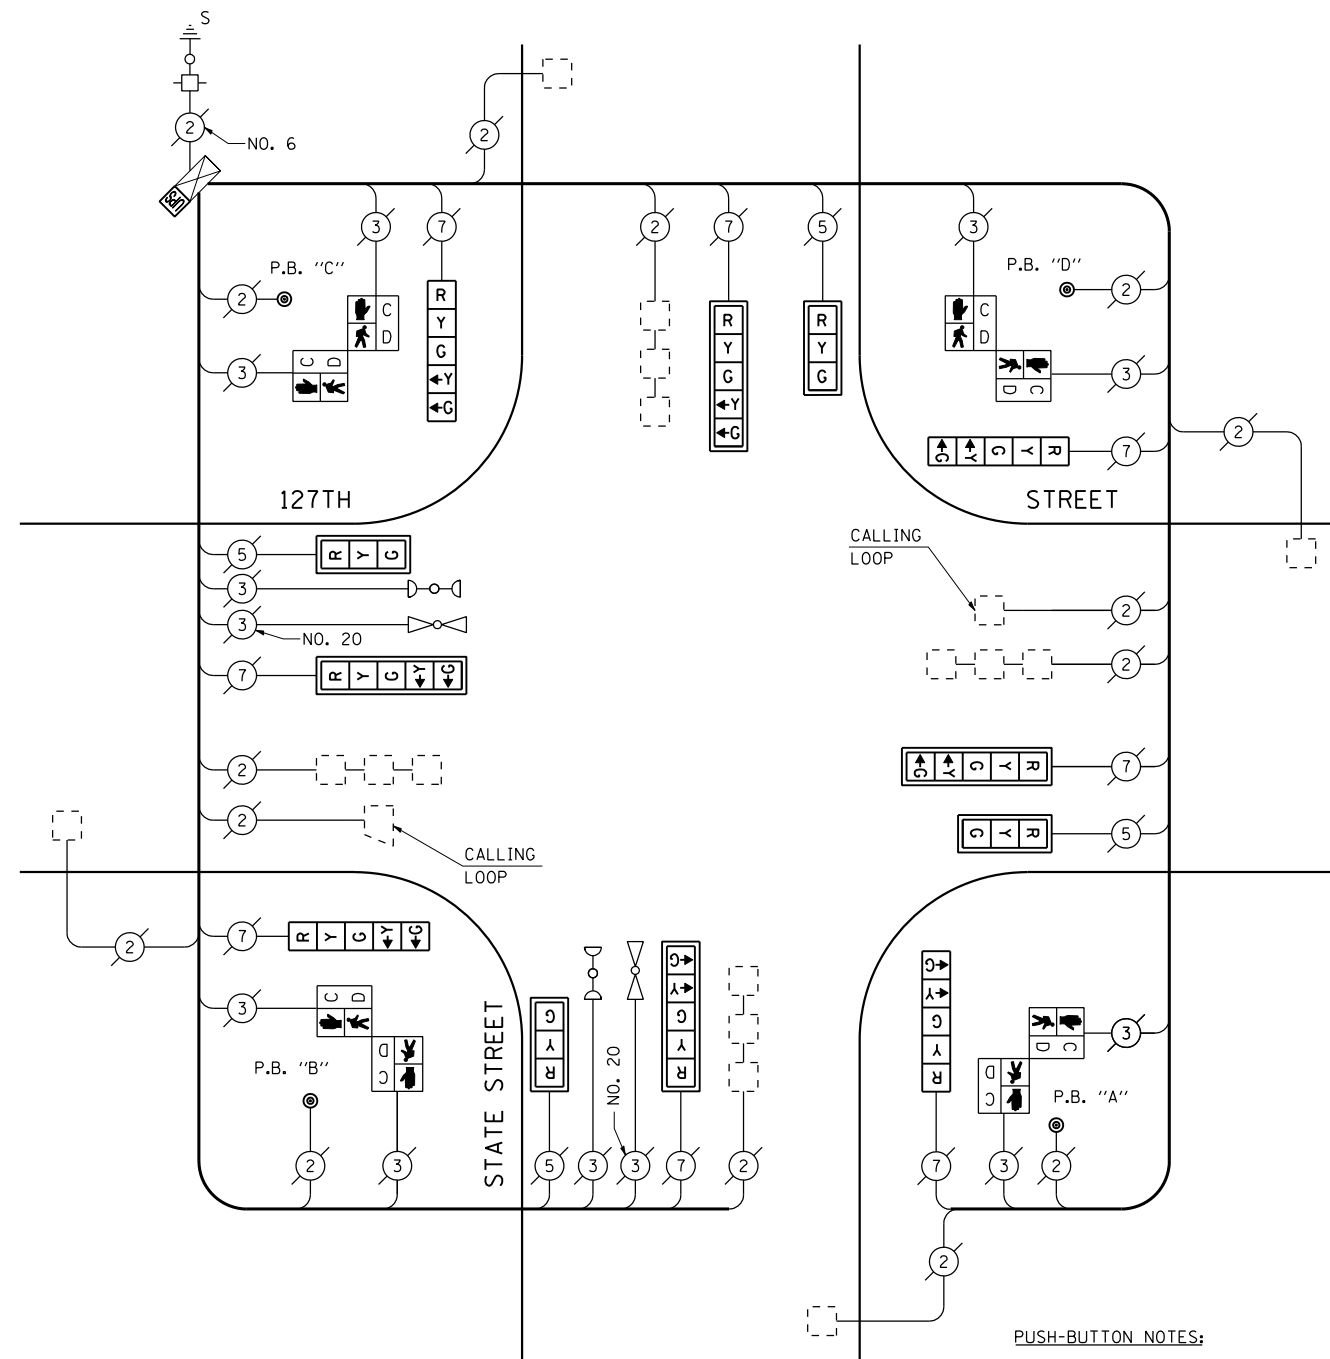 S
2
NO. 6
UPS
2
3
7
2
7
5
3
P.B. "C"
P.B. "D"
2
2
R
Y
G
←Y
←G
C
D
R
Y
G
←Y
←G
R
Y
G
C
D
3
C D
D C
3
2
G← Y← G Y R
7
127TH
STREET
5
R Y G
CALLING
LOOP
3
3
NO. 20
2
7
R Y G ←Y ←G
2
2
G← Y← G Y R
7
2
CALLING
LOOP
G Y R
5
7
R Y G ←Y ←G
2
3
C D
D
C
P.B. "B"
STATE STREET
G
Y
R
NO. 20
G←
Y←
G
Y
R
G←
Y←
G
Y
R
D C
3
D
C
P.B. "A"
2
3
5
3
3
7
2
7
3
2
2
PUSH-BUTTON NOTES: